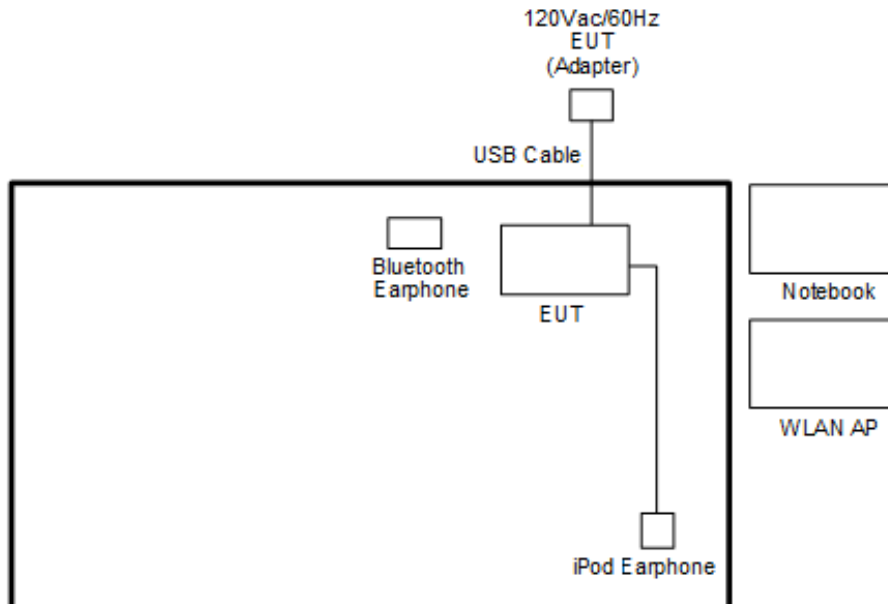 120Vac/60Hz
EUT
(Adapter)
USB Cable
Bluetooth
Earphone
EUT
Notebook
WLAN AP
iPod Earphone